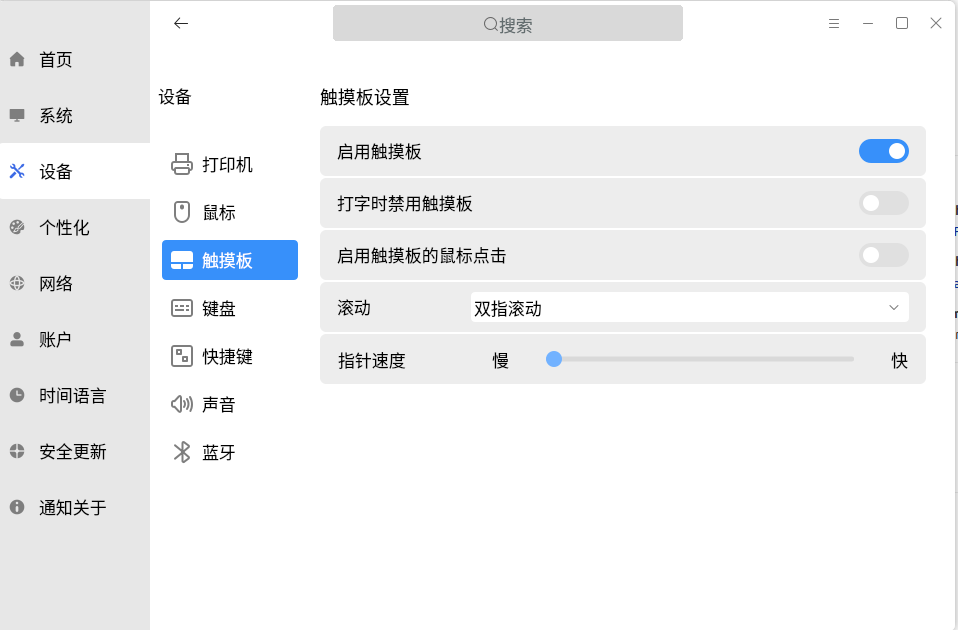 搜索
首页
系统
设备
个性化
网络
账户
时间语言
安全更新
通知关于
设备
打印机
鼠标
触摸板
键盘
快捷键
声音
蓝牙
触摸板设置
启用触摸板
打字时禁用触摸板
启用触摸板的鼠标点击
滚动 双指滚动
指针速度 慢 快